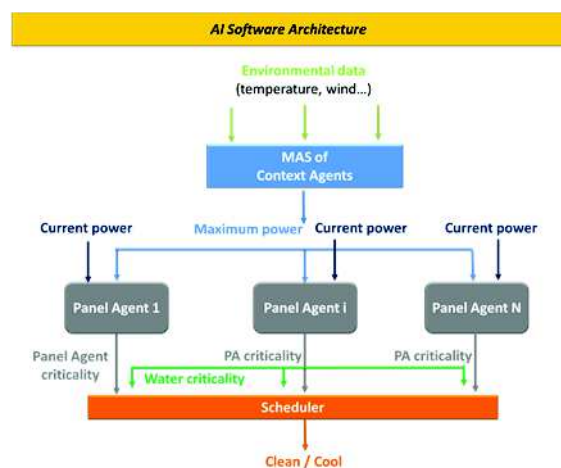 AI Software Architecture
Environmental data
(temperature, wind...)
MAS of
Context Agents
Current power
Maximum power
Current power
Current power
Panel Agent 1
Panel Agent i
Panel Agent N
Panel Agent
criticality
PA criticality
PA criticality
Water criticality
Scheduler
Clean / Cool